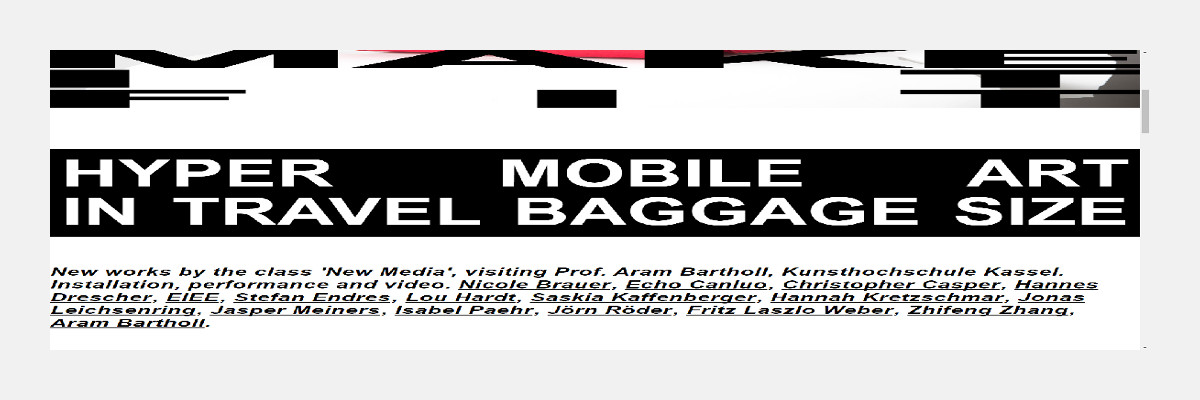 HYPER MOBILE ART
IN TRAVEL BAGGAGE SIZE
New works by the class 'New Media', visiting Prof. Aram Bartholl, Kunsthochschule Kassel.
Installation, performance and video. Nicole Brauer, Echo Canluo, Christopher Casper, Hannes
Drescher, EIEE, Stefan Endres, Lou Hardt, Saskia Kaffenberger, Hannah Kretzschmar, Jonas
Leichsenring, Jasper Meiners, Isabel Paehr, Jörn Röder, Fritz Laszlo Weber, Zhifeng Zhang,
Aram Bartholl.